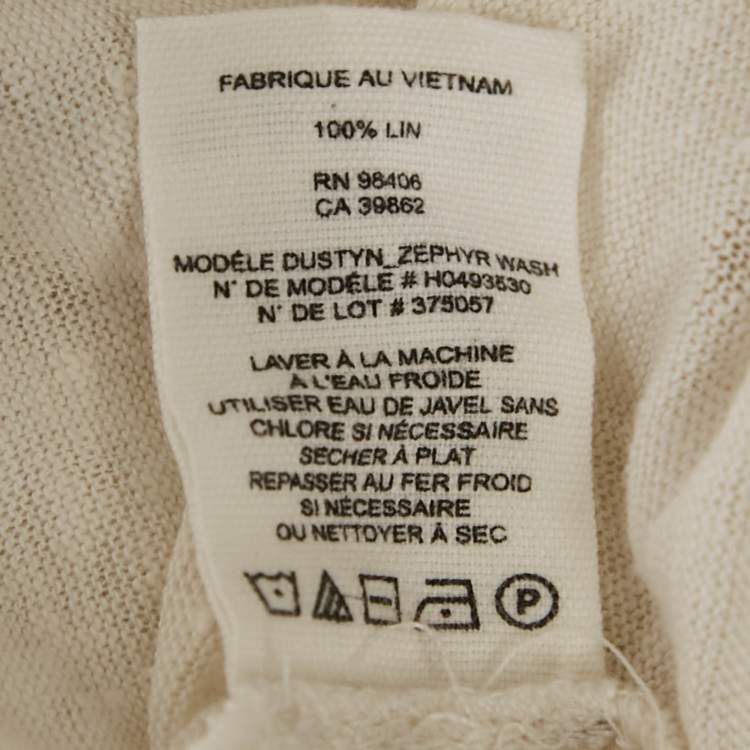 FABRIQUE AU VIETNAM
100% LIN
RN 98406
CA 39862
MODÉLE DUSTYN_ZEPHYR WASH
N° DE MODÉLE # H0493530
N° DE LOT # 375057
LAVER À LA MACHINE
À L'EAU FROIDE
UTILISER EAU DE JAVEL SANS
CHLORE SI NÉCESSAIRE
SECHER À PLAT
REPASSER AU FER FROID
SI NÉCESSAIRE
OU NETTOYER À SEC
P